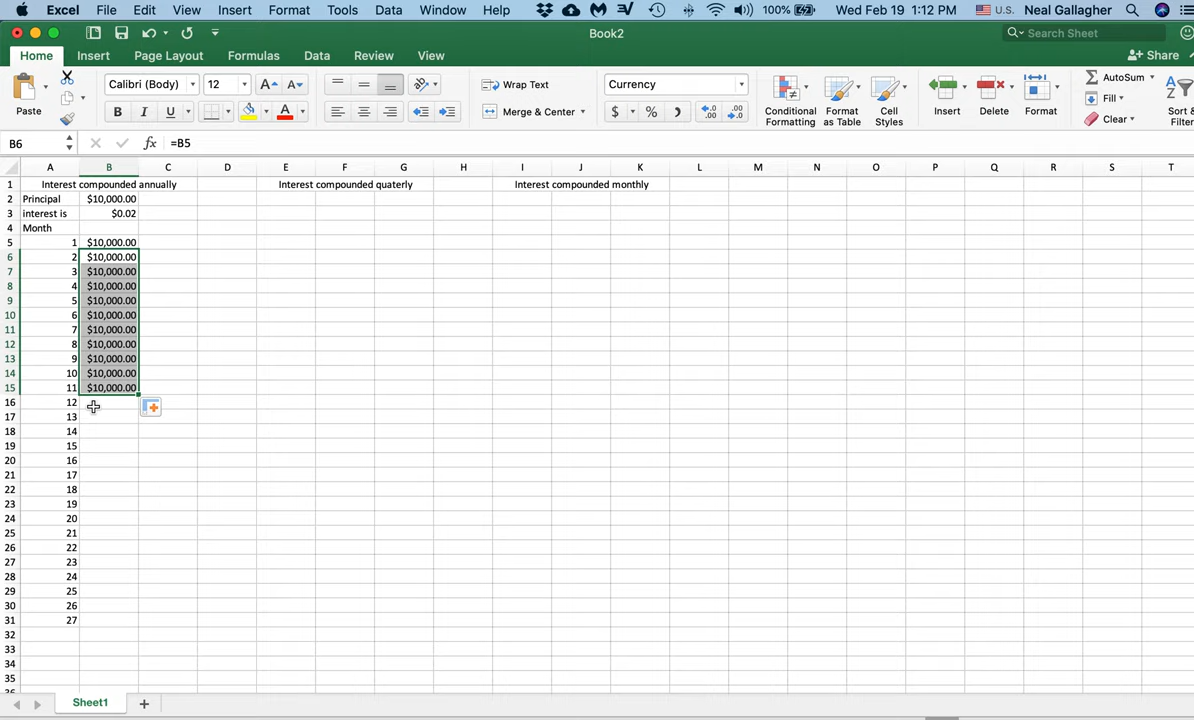 Excel File Edit View Insert Format Tools Data Window Help 100% Wed Feb 19 1:12 PM U.S. Neal Gallagher
Book2 Search Sheet
Home Insert Page Layout Formulas Data Review View Share
Paste Calibri (Body) 12 A A Wrap Text Currency AutoSum
B I U A Merge & Center $ % Conditional Formatting Format as Table Cell Styles Insert Delete Format Fill Clear Sort & Filter
B6 fx =B5
A B C D E F G H I J K L M N O P Q R S T
1 Interest compounded annually Interest compounded quaterly Interest compounded monthly
2 Principal $10,000.00
3 interest is $0.02
4 Month
5 1 $10,000.00
6 2 $10,000.00
7 3 $10,000.00
8 4 $10,000.00
9 5 $10,000.00
10 6 $10,000.00
11 7 $10,000.00
12 8 $10,000.00
13 9 $10,000.00
14 10 $10,000.00
15 11 $10,000.00
16 12
17 13
18 14
19 15
20 16
21 17
22 18
23 19
24 20
25 21
26 22
27 23
28 24
29 25
30 26
31 27
32
33
34
35
Sheet1 +